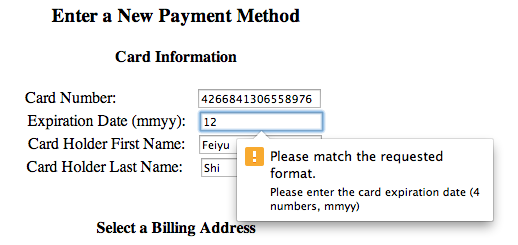 Enter a New Payment Method
Card Information
Card Number: 4266841306558976
Expiration Date (mmyy): 12
Card Holder First Name: Feiyu
Card Holder Last Name: Shi
! Please match the requested
format.
Please enter the card expiration date (4
numbers, mmyy)
Select a Billing Address